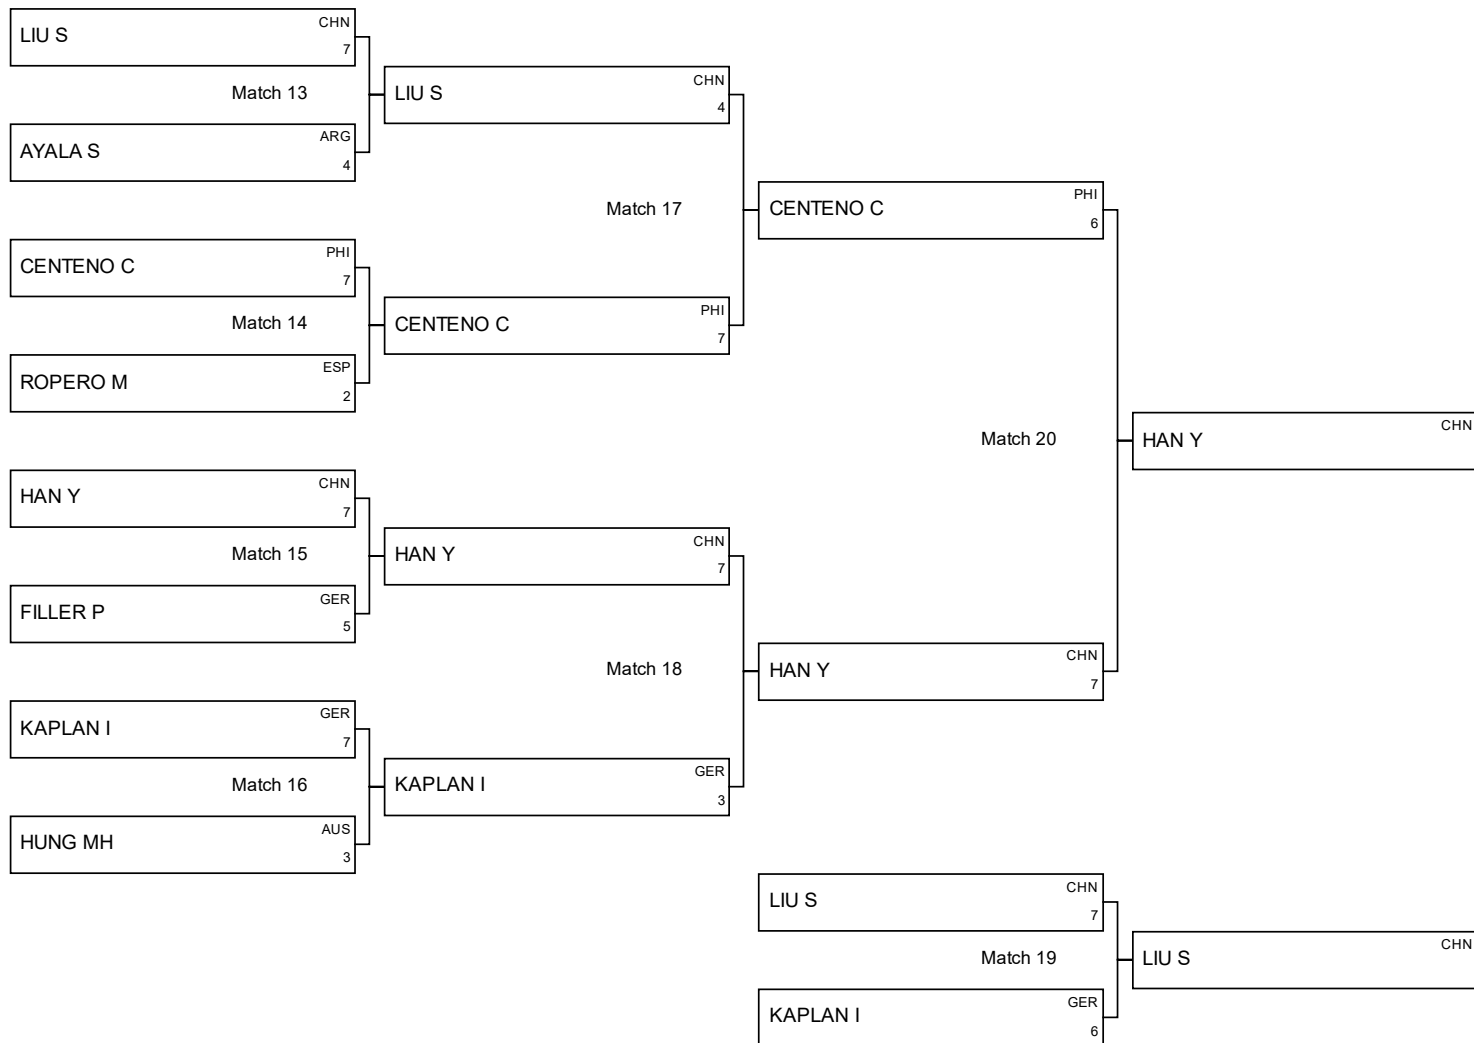 LIU S CHN 7
Match 13
AYALA S ARG 4
LIU S CHN 4
CENTENO C PHI 7
Match 14
ROPERO M ESP 2
CENTENO C PHI 7
Match 17
CENTENO C PHI 6
HAN Y CHN 7
Match 15
FILLER P GER 5
HAN Y CHN 7
KAPLAN I GER 7
Match 16
HUNG MH AUS 3
KAPLAN I GER 3
Match 18
HAN Y CHN 7
Match 20
HAN Y CHN
LIU S CHN 7
Match 19
KAPLAN I GER 6
LIU S CHN